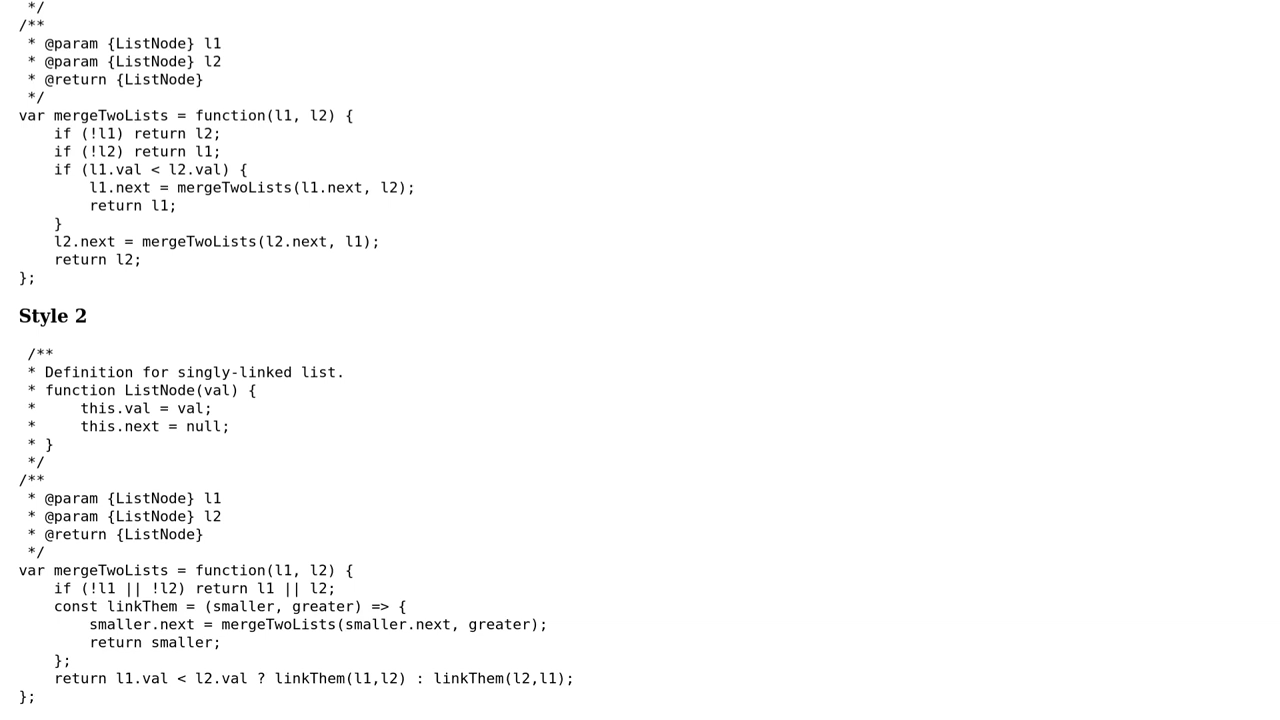 */
/**
 * @param {ListNode} l1
 * @param {ListNode} l2
 * @return {ListNode}
 */
var mergeTwoLists = function(l1, l2) {
    if (!l1) return l2;
    if (!l2) return l1;
    if (l1.val < l2.val) {
        l1.next = mergeTwoLists(l1.next, l2);
        return l1;
    }
    l2.next = mergeTwoLists(l2.next, l1);
    return l2;
};
Style 2
 /**
 * Definition for singly-linked list.
 * function ListNode(val) {
 *     this.val = val;
 *     this.next = null;
 * }
 */
/**
 * @param {ListNode} l1
 * @param {ListNode} l2
 * @return {ListNode}
 */
var mergeTwoLists = function(l1, l2) {
    if (!l1 || !l2) return l1 || l2;
    const linkThem = (smaller, greater) => {
        smaller.next = mergeTwoLists(smaller.next, greater);
        return smaller;
    };
    return l1.val < l2.val ? linkThem(l1,l2) : linkThem(l2,l1);
};